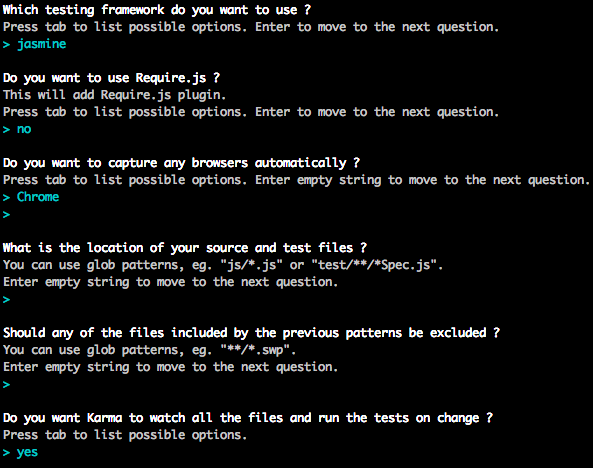 Which testing framework do you want to use ?
Press tab to list possible options. Enter to move to the next question.
> jasmine
Do you want to use Require.js ?
This will add Require.js plugin.
Press tab to list possible options. Enter to move to the next question.
> no
Do you want to capture any browsers automatically ?
Press tab to list possible options. Enter empty string to move to the next question.
> Chrome
>
What is the location of your source and test files ?
You can use glob patterns, eg. "js/*.js" or "test/**/*Spec.js".
Enter empty string to move to the next question.
>
Should any of the files included by the previous patterns be excluded ?
You can use glob patterns, eg. "**/*.swp".
Enter empty string to move to the next question.
>
Do you want Karma to watch all the files and run the tests on change ?
Press tab to list possible options.
> yes